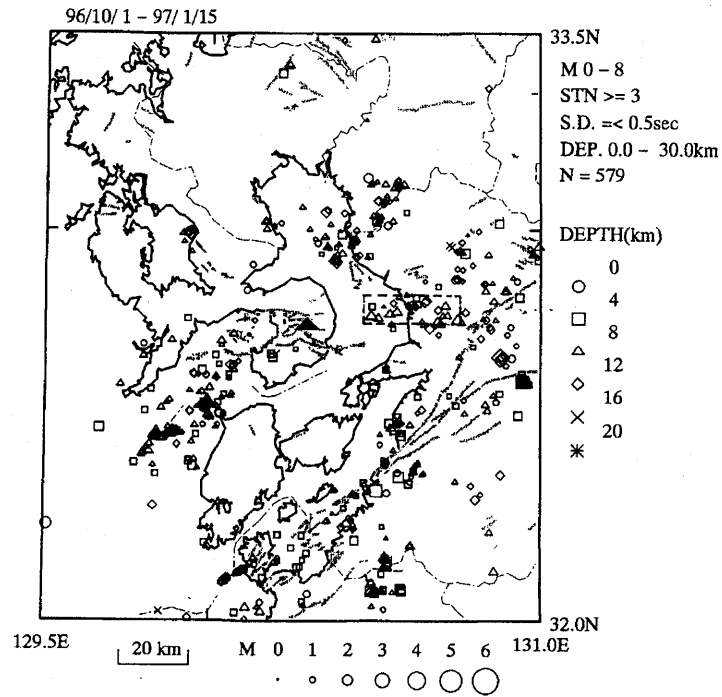 96/10/ 1 – 97/ 1/15
33.5N
M 0 – 8
STN >= 3
S.D. =< 0.5sec
DEP. 0.0 – 30.0km
N = 579
DEPTH(km)
0
4
8
12
16
20
32.0N
129.5E
131.0E
20 km
M 0 1 2 3 4 5 6